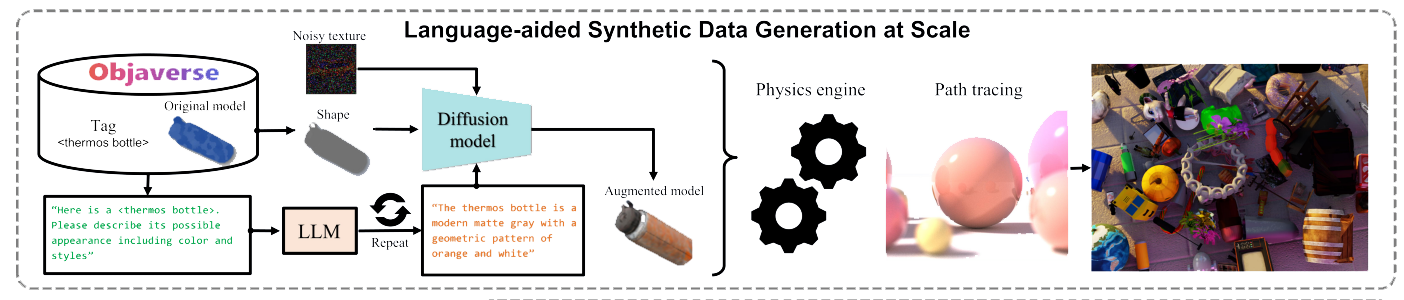 Language-aided Synthetic Data Generation at Scale
Noisy texture
Objaverse
Original model
Tag
<thermos bottle>
Shape
Diffusion
model
Augmented model
"Here is a <thermos bottle>.
Please describe its possible
appearance including color and
styles"
LLM
Repeat
"The thermos bottle is a
modern matte gray with a
geometric pattern of
orange and white"
Physics engine
Path tracing